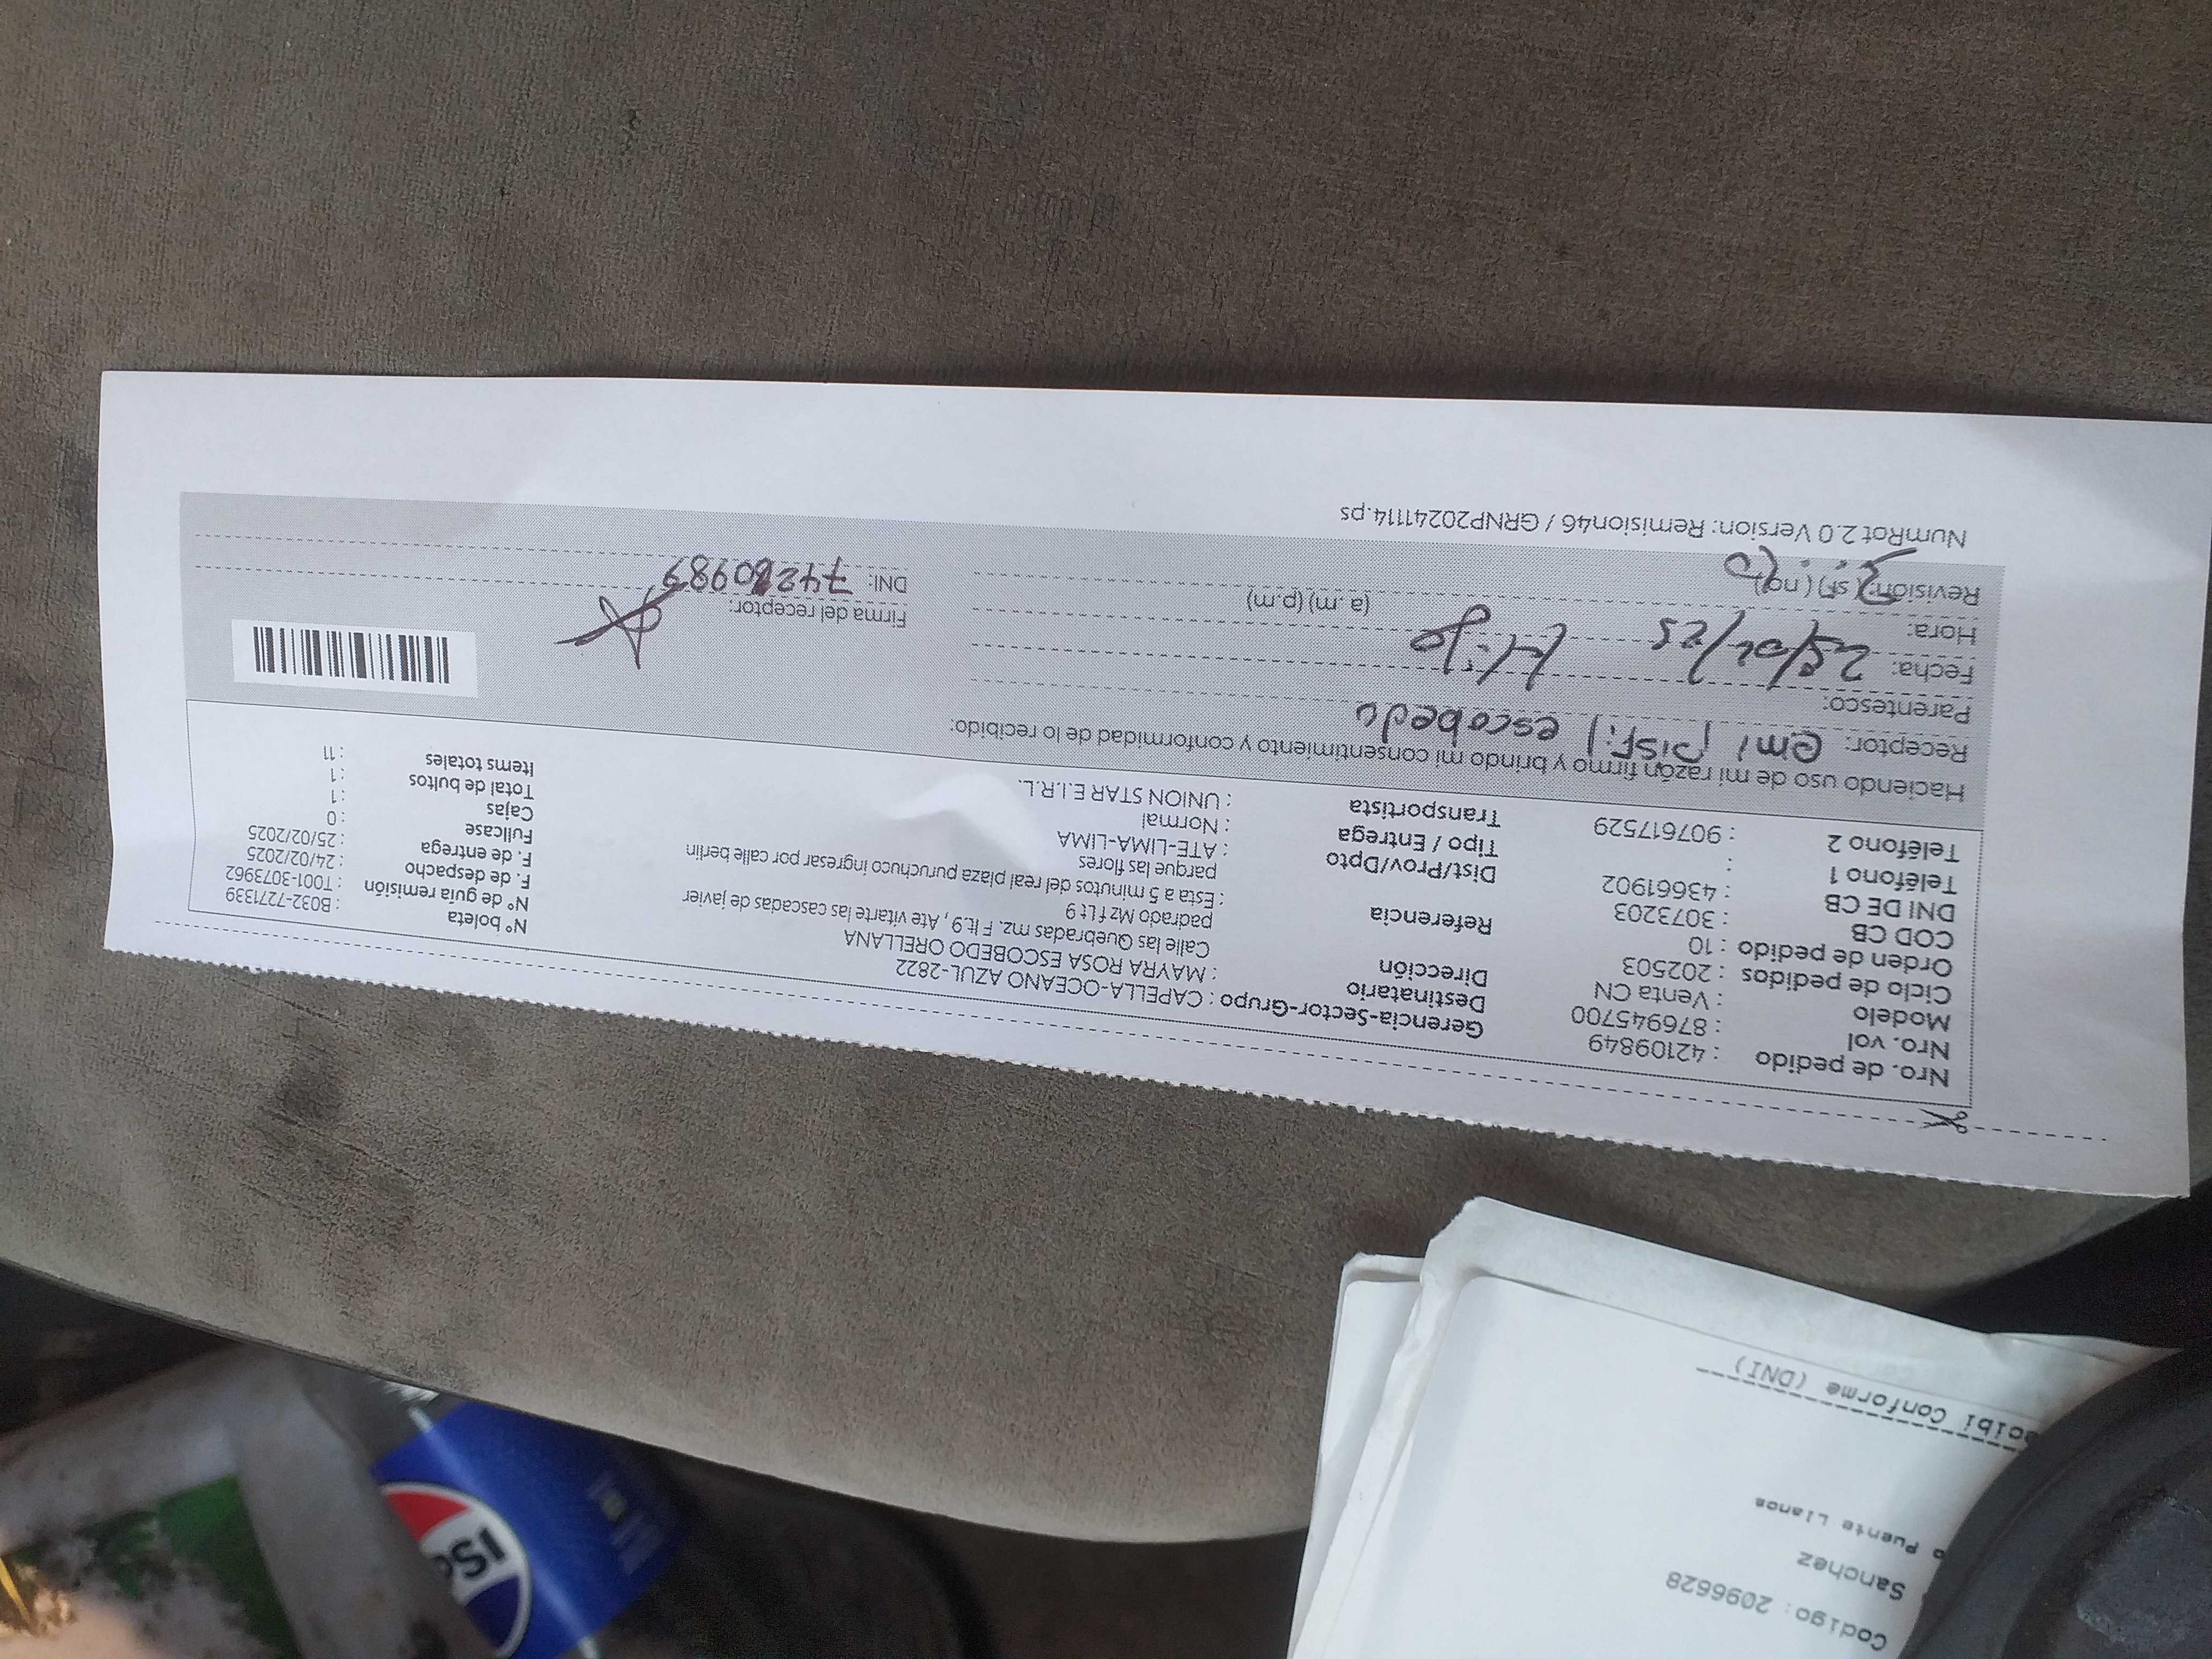 Nro. de pedido : 42109849
Nro. vol : 876945700
Modelo : Venta CN
Ciclo de pedidos : 202503
Orden de pedido : 10
COD CB : 3073203
DNI DE CB : 43661902
Teléfono 1 :
Teléfono 2 : 907617529
Gerencia-Sector-Grupo : CAPELLA-OCEANO AZUL-2822
Destinatario : MAYRA ROSA ESCOBEDO ORELLANA
Dirección Calle las Quebradas mz. F lt.9 , Ate vitarte las cascadas de javier
padrado Mz f Lt 9
Referencia : Esta a 5 minutos del real plaza puruchuco ingresar por calle berlin
parque las flores
Dist/Prov/Dpto : ATE-LIMA-LIMA
Tipo / Entrega : Normal
Transportista : UNION STAR E.I.R.L.
N° boleta : B032-7271339
N° de guía remisión : T001-3073962
F. de despacho : 24/02/2025
F. de entrega : 25/02/2025
Fullcase : 0
Cajas : 1
Total de bultos : 1
Items totales : 11
Haciendo uso de mi razón firmo y brindo mi consentimiento y conformidad de lo recibido:
Receptor: escobedo
Parentesco:
Fecha: 25/02/25
Hora: (a.m) (p.m)
Revisión: (sí) (no)
Firma del receptor:
DNI:
NumRot 2.0 Version: Remision46 / GRNP20241114.ps
Codigo: 2096628
Sanchez
Puente Llanos
Conforme (DNI)